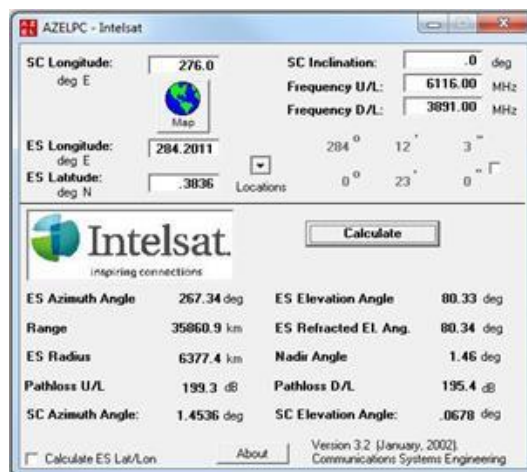 AZELPC - Intelsat
SC Longitude: 276.0 SC Inclination: .0 deg
deg E Frequency U/L: 6116.00 MHz
Map Frequency D/L: 3891.00 MHz
ES Longitude: 284.2011 284 ° 12 ' 3 "
deg E
ES Latitude: .3836 Locations 0 ° 23 ' 0 "
deg N
Intelsat.
inspiring connections
Calculate
ES Azimuth Angle 267.34 deg ES Elevation Angle 80.33 deg
Range 35860.9 km ES Refracted El. Ang. 80.34 deg
ES Radius 6377.4 km Nadir Angle 1.46 deg
Pathloss U/L 199.3 dB Pathloss D/L 195.4 dB
SC Azimuth Angle: 1.4536 deg SC Elevation Angle: .0678 deg
Calculate ES Lat/Lon About Version 3.2 (January, 2002).
Communications Systems Engineering